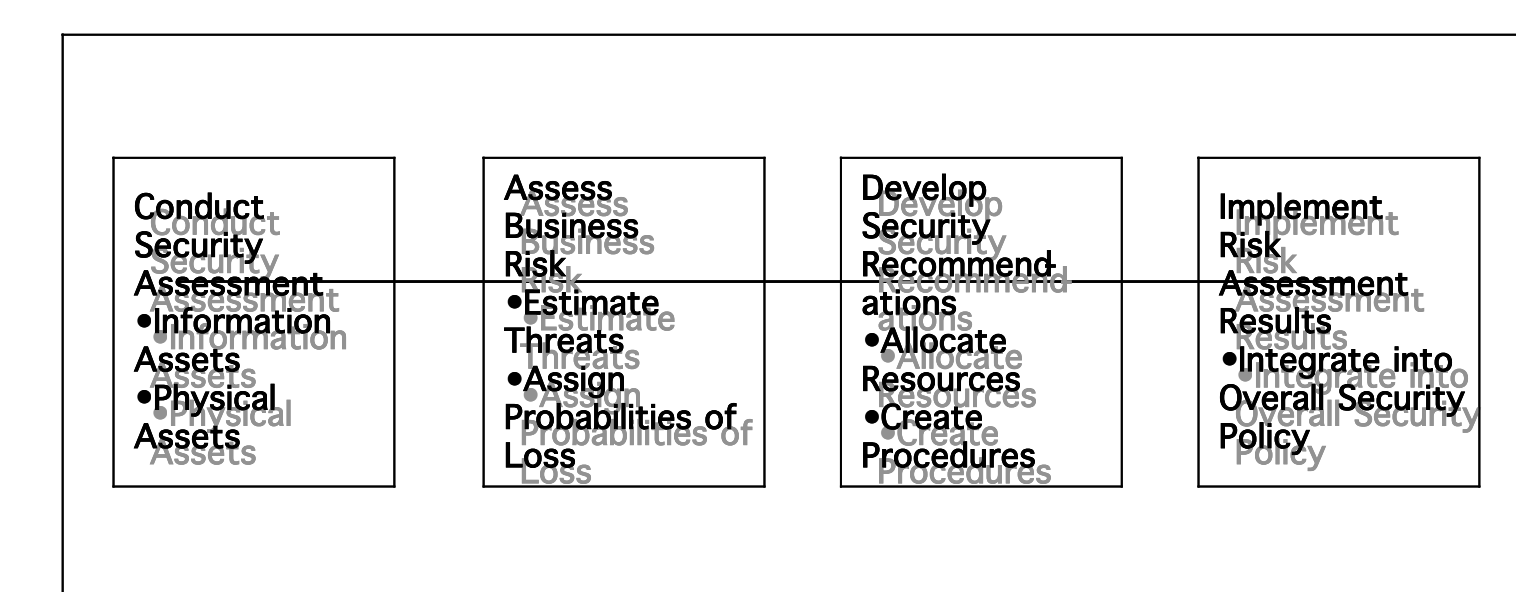 Conduct
Security
Assessment
•Information
Assets
•Physical
Assets
Assess
Business
Risk
•Estimate
Threats
•Assign
Probabilities of
Loss
Develop
Security
Recommend-
ations
•Allocate
Resources
•Create
Procedures
Implement
Risk
Assessment
Results
•Integrate into
Overall Security
Policy